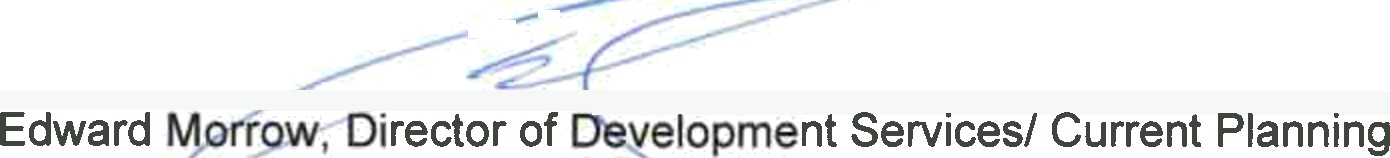 Edward Morrow, Director of Development Services/ Current Planning